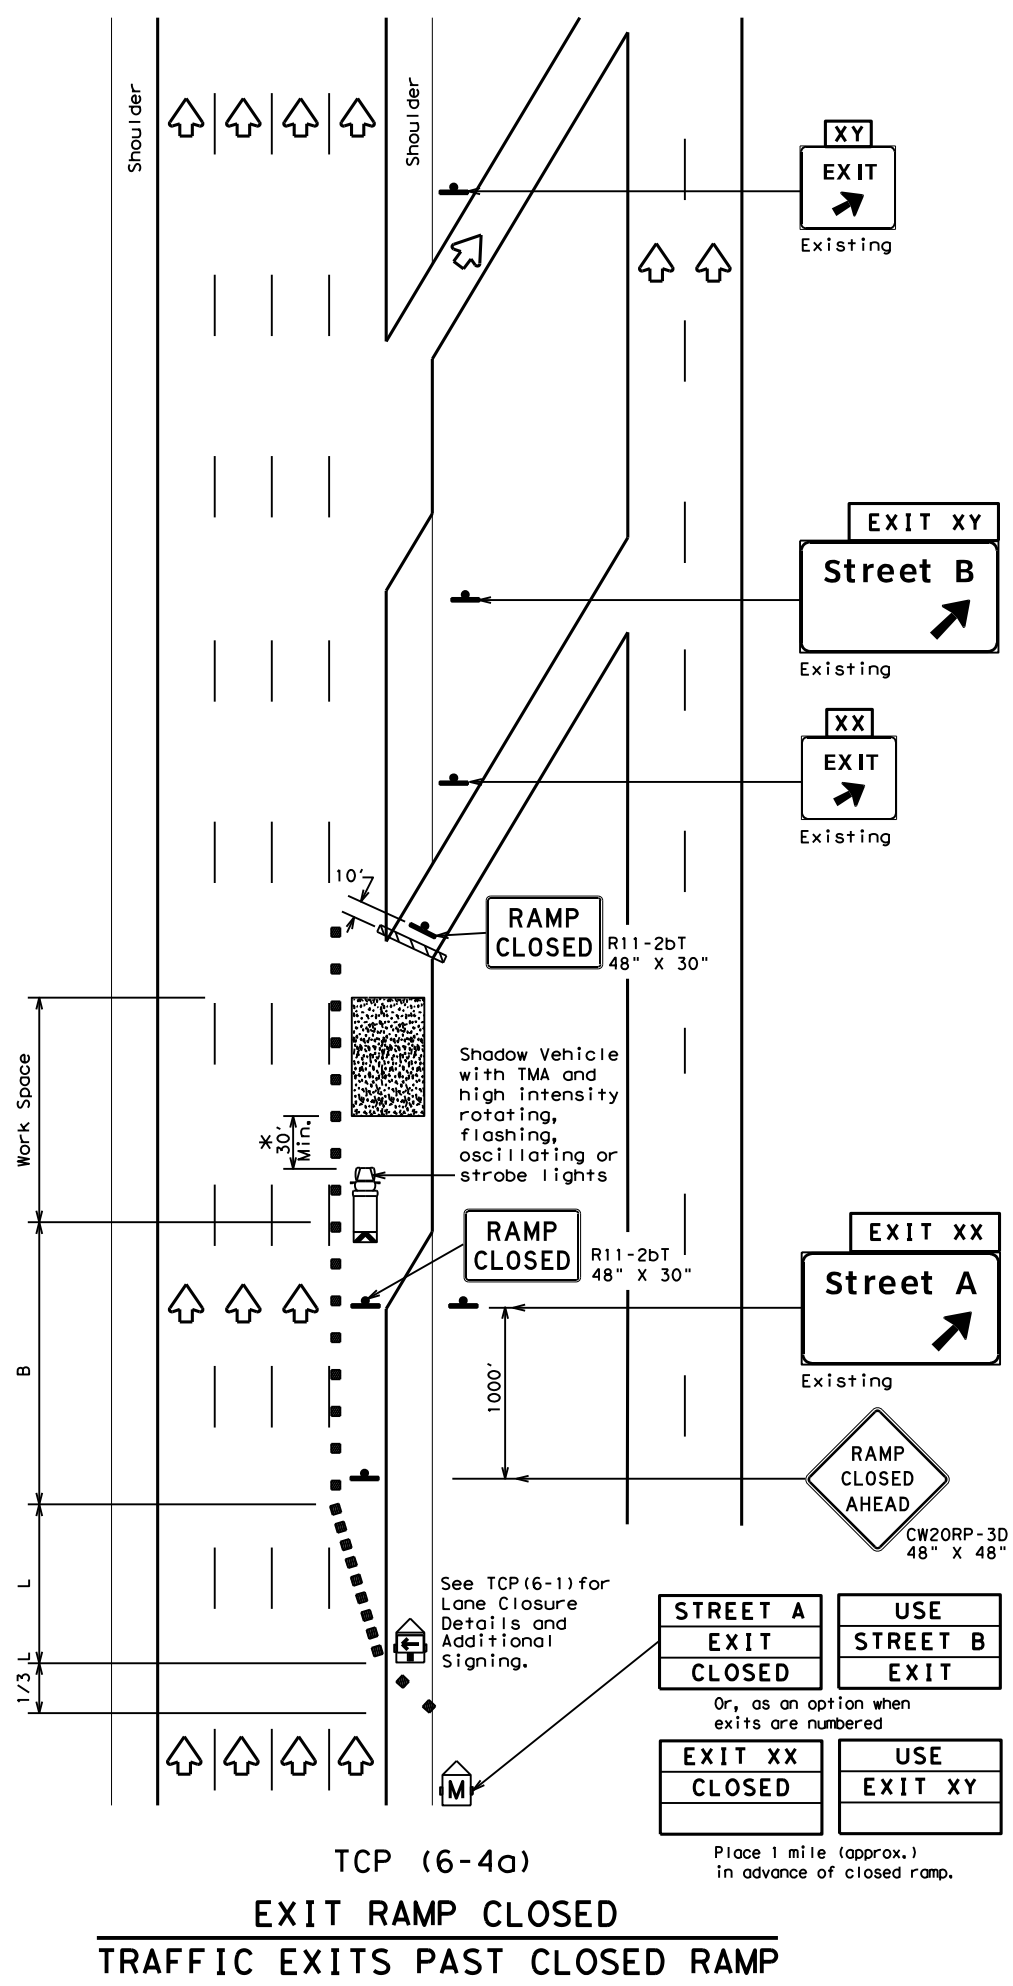 Shoulder
Shoulder
XY
EXIT
Existing
EXIT XY
Street B
Existing
XX
EXIT
Existing
10'
RAMP
CLOSED
R11-2bT
48" X 30"
Work Space
*
30'
Min.
Shadow Vehicle
with TMA and
high intensity
rotating,
flashing,
oscillating or
strobe lights
RAMP
CLOSED
R11-2bT
48" X 30"
EXIT XX
Street A
Existing
B
1000'
RAMP
CLOSED
AHEAD
CW20RP-3D
48" X 48"
L
1/3 L
See TCP(6-1)for
Lane Closure
Details and
Additional
Signing.
STREET A
EXIT
CLOSED
USE
STREET B
EXIT
Or, as an option when
exits are numbered
EXIT XX
CLOSED
USE
EXIT XY
M
Place 1 mile (approx.)
in advance of closed ramp.
TCP (6-4a)
EXIT RAMP CLOSED
TRAFFIC EXITS PAST CLOSED RAMP